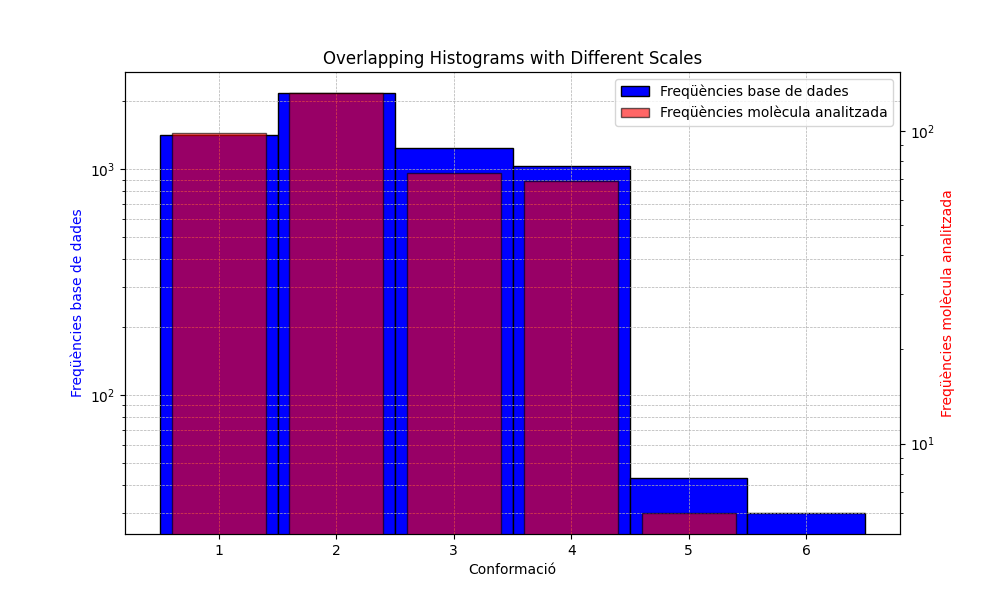 Overlapping Histograms with Different Scales
Freqüències base de dades
Freqüències molècula analitzada
10³
10²
10²
10¹
Freqüències base de dades
Freqüències molècula analitzada
1 2 3 4 5 6
Conformació